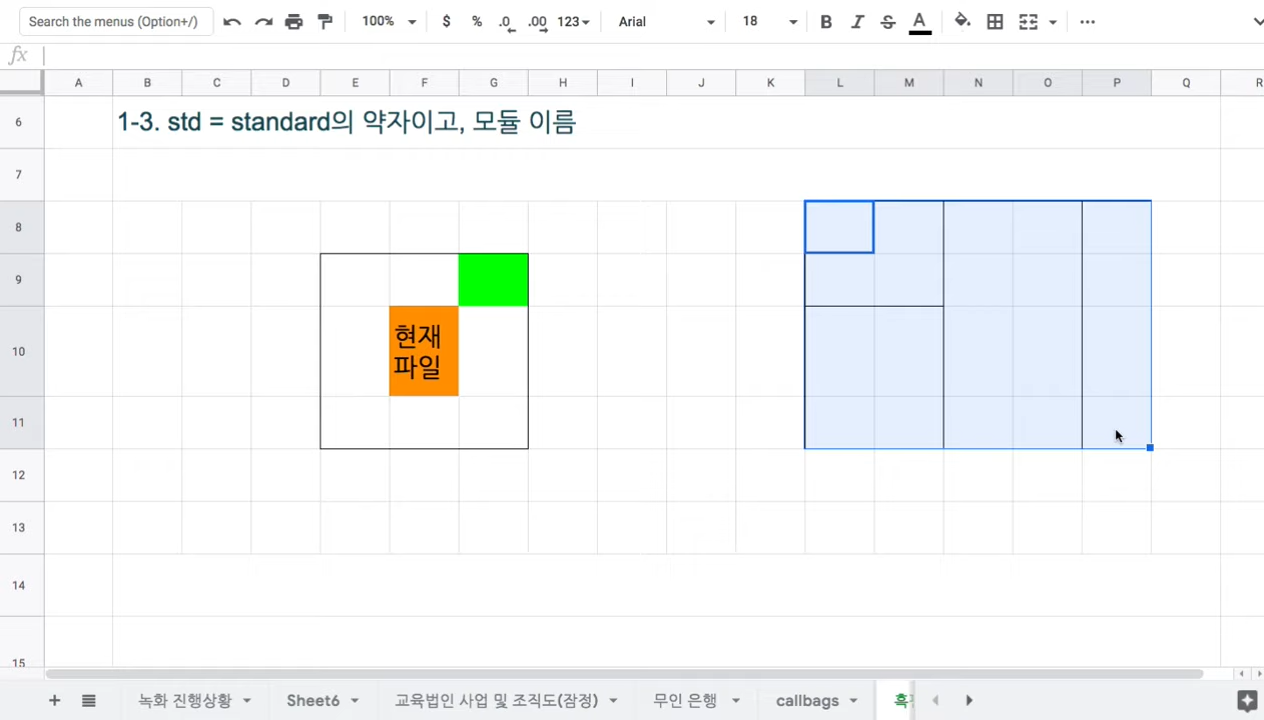 Search the menus (Option+/)
100%
$ % .0 .00 123
Arial
18
B I S A
fx
A B C D E F G H I J K L M N O P Q R
6
1-3. std = standard의 약자이고, 모듈 이름
7
8
9
10
현재
파일
11
12
13
14
15
녹화 진행상황
Sheet6
교육법인 사업 및 조직도(잠정)
무인 은행
callbags